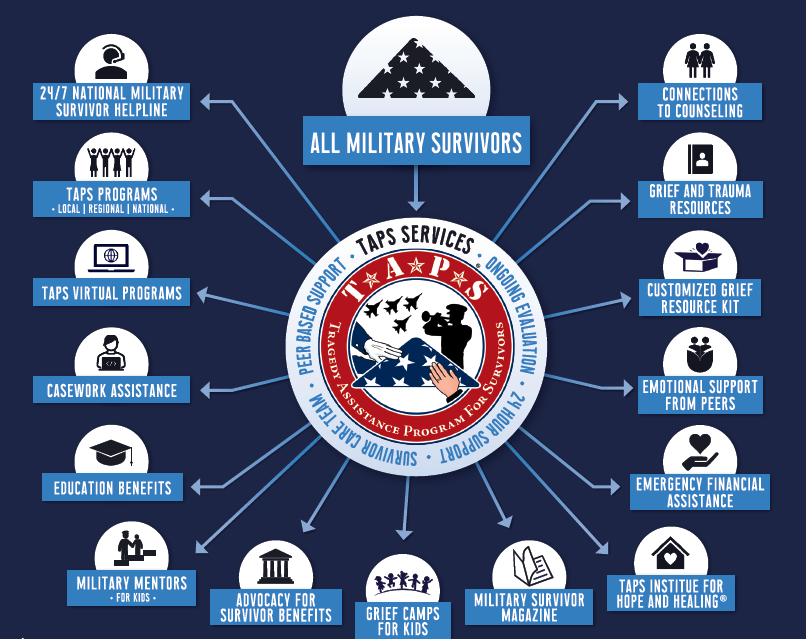 ALL MILITARY SURVIVORS
24/7 NATIONAL MILITARY
SURVIVOR HELPLINE
TAPS PROGRAMS
• LOCAL | REGIONAL | NATIONAL •
TAPS VIRTUAL PROGRAMS
CASEWORK ASSISTANCE
EDUCATION BENEFITS
MILITARY MENTORS
• FOR KIDS •
ADVOCACY FOR
SURVIVOR BENEFITS
GRIEF CAMPS
FOR KIDS
MILITARY SURVIVOR
MAGAZINE
TAPS INSTITUE FOR
HOPE AND HEALING®
EMERGENCY FINANCIAL
ASSISTANCE
EMOTIONAL SUPPORT
FROM PEERS
CUSTOMIZED GRIEF
RESOURCE KIT
GRIEF AND TRAUMA
RESOURCES
CONNECTIONS
TO COUNSELING
• TAPS SERVICES •
ONGOING EVALUATION •
24 HOUR SUPPORT •
SURVIVOR CARE TEAM •
PEER BASED SUPPORT
T★A★P★S®
TRAGEDY ASSISTANCE PROGRAM FOR SURVIVORS